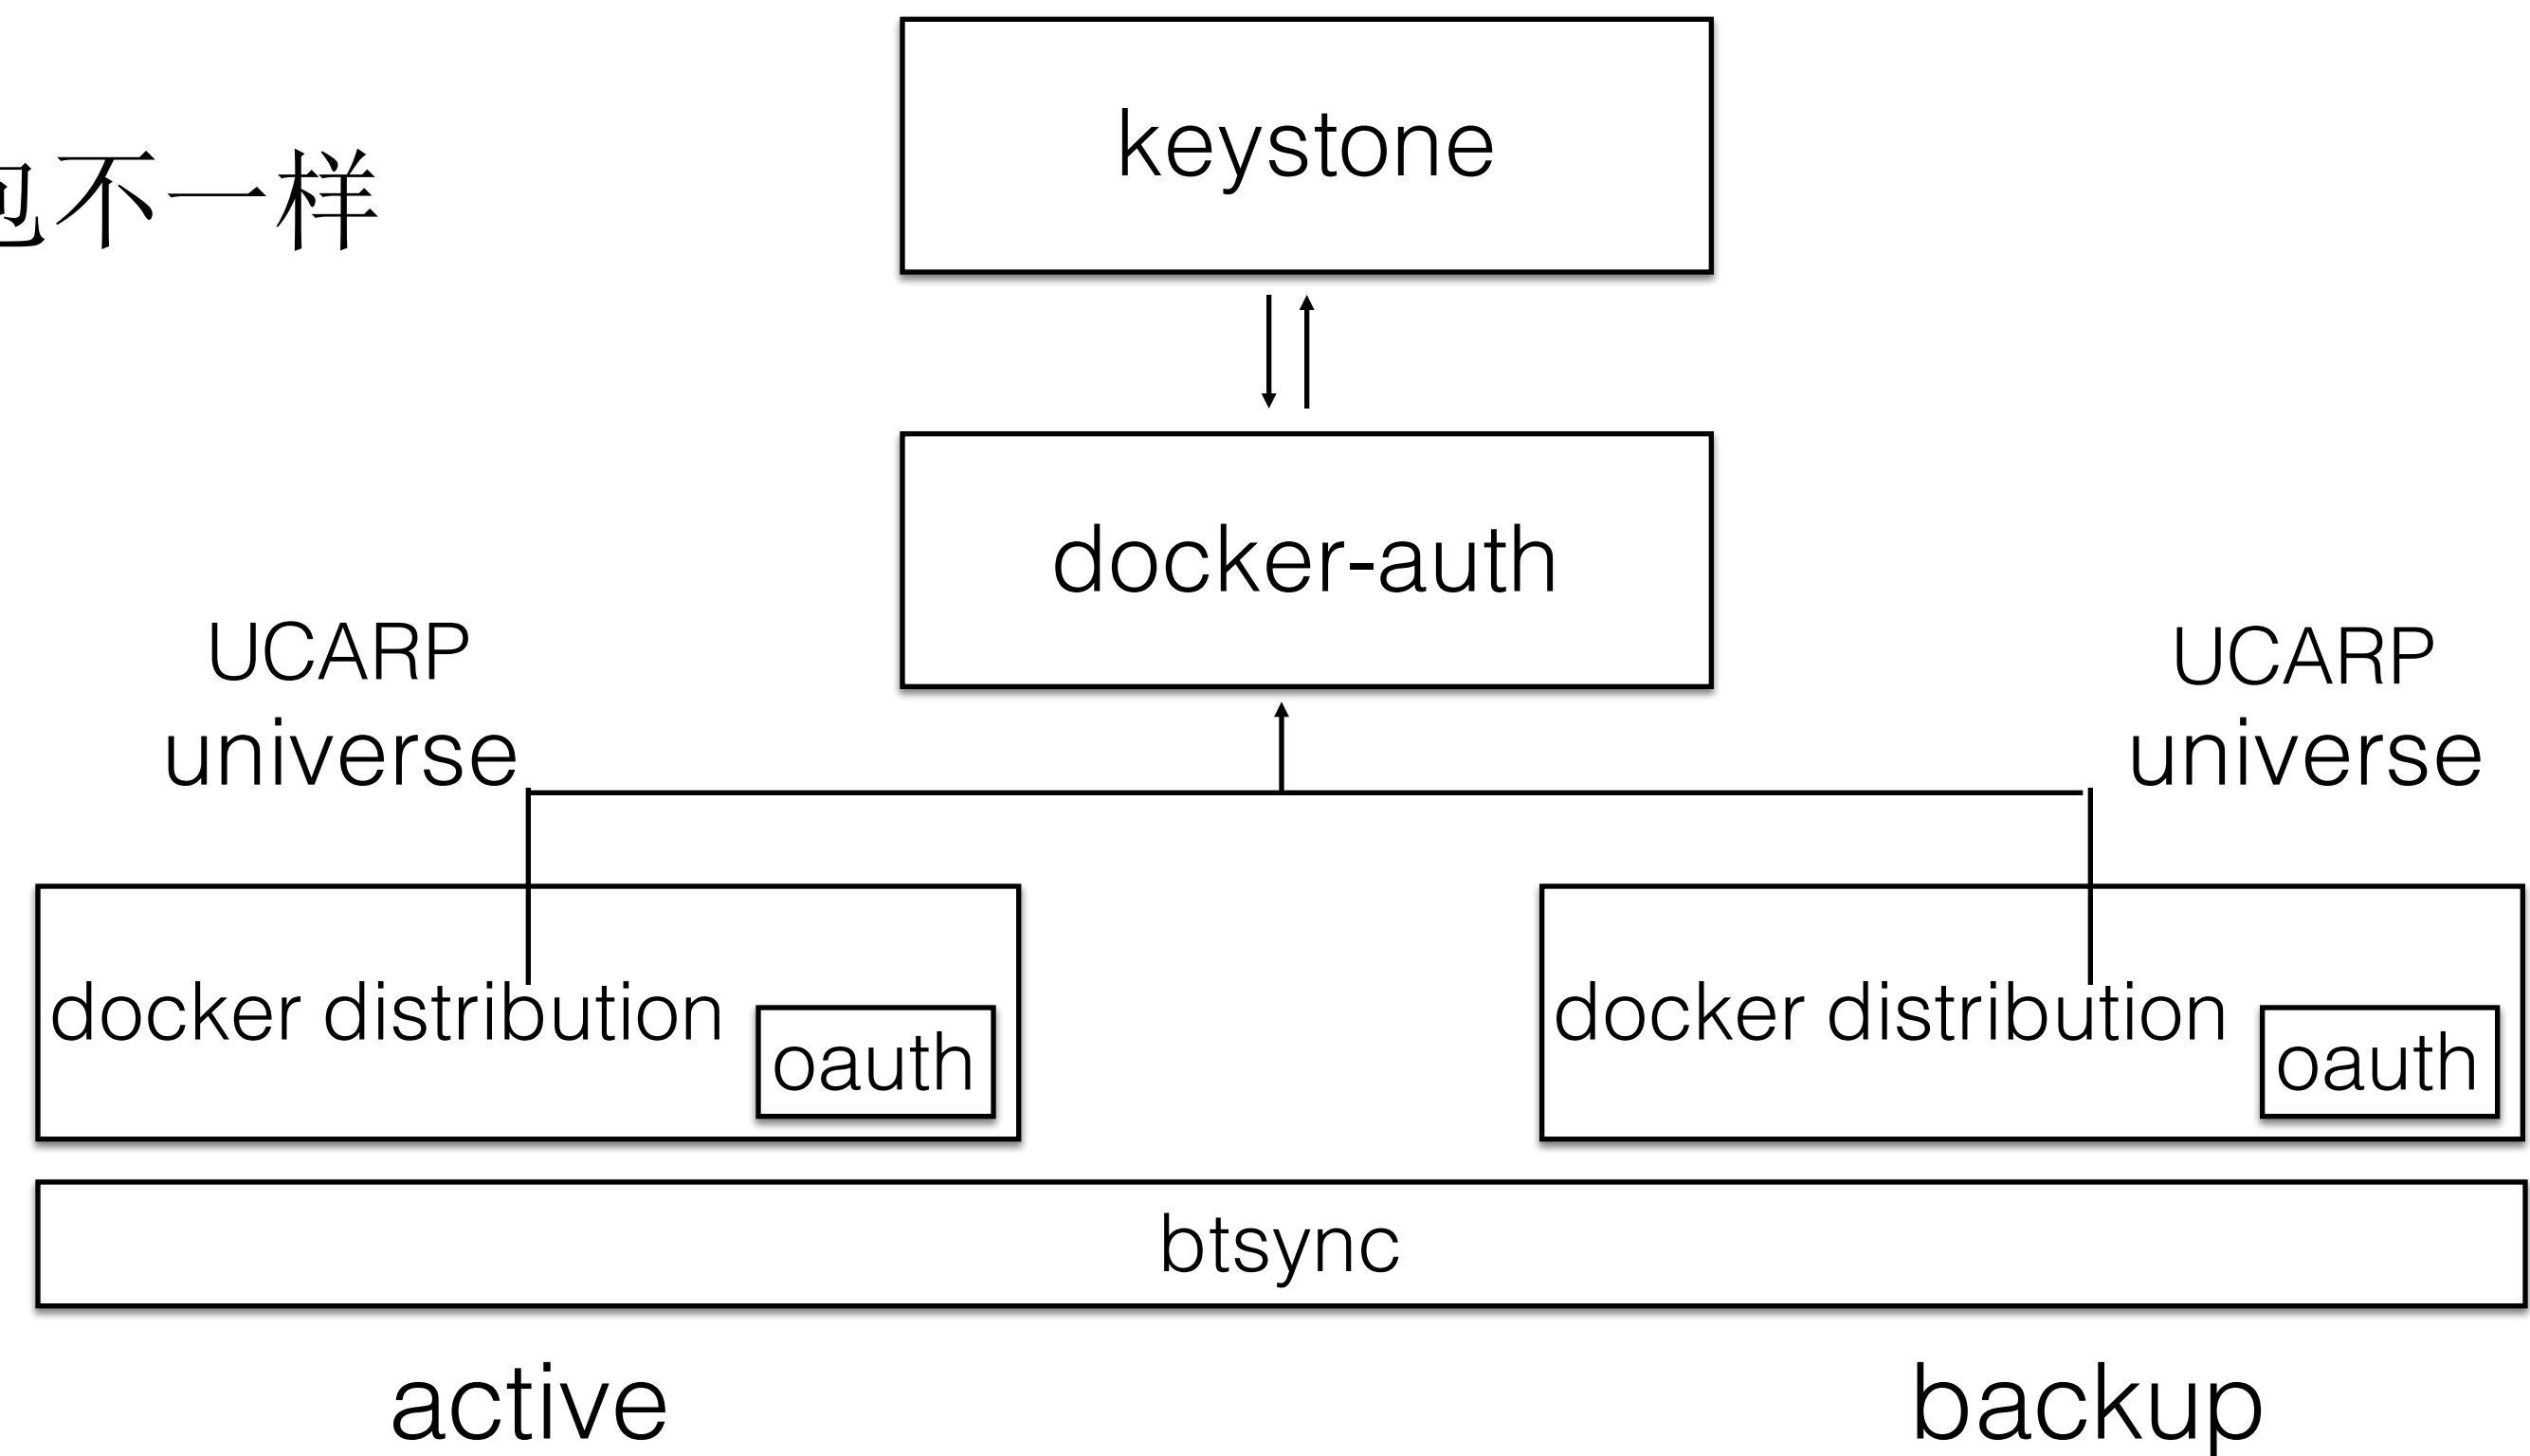 keystone
不一样
docker-auth
UCARP
universe
UCARP
universe
docker distribution
oauth
docker distribution
oauth
btsync
active
backup